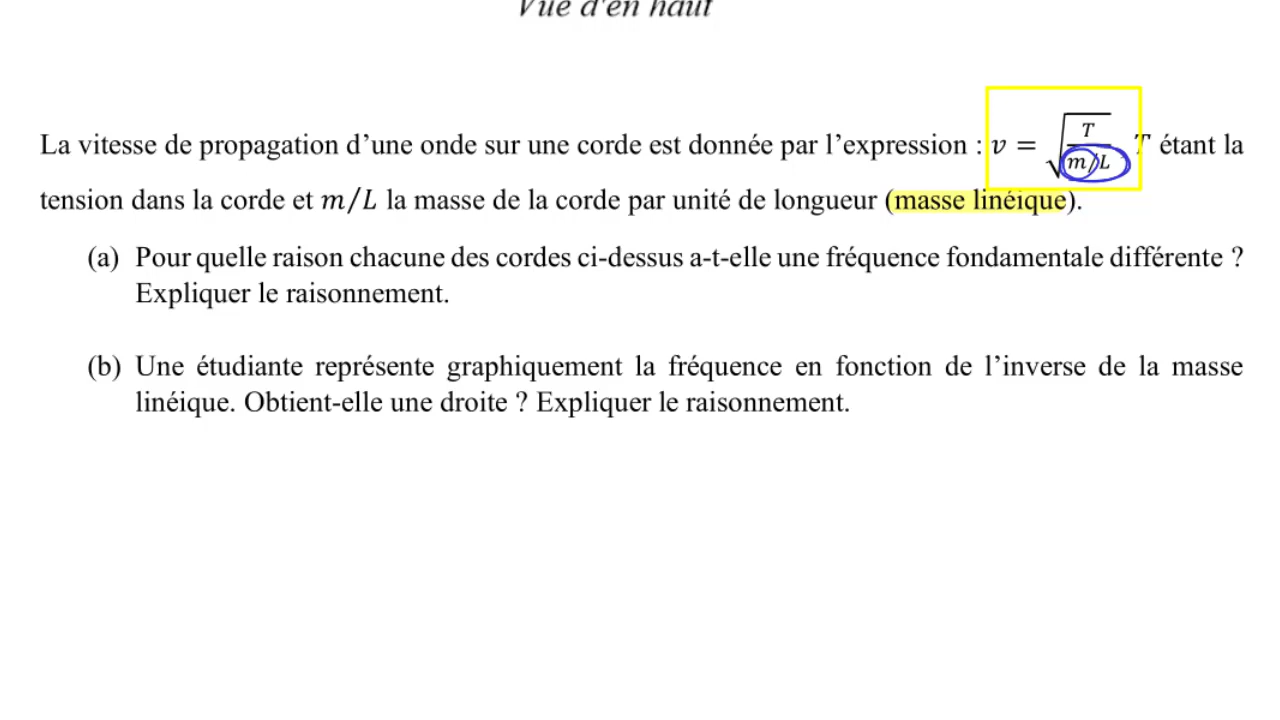 Vue d'en haut
La vitesse de propagation d’une onde sur une corde est donnée par l’expression : v = √(T / (m/L)) T étant la
tension dans la corde et m/L la masse de la corde par unité de longueur (masse linéique).
(a) Pour quelle raison chacune des cordes ci-dessus a-t-elle une fréquence fondamentale différente ?
Expliquer le raisonnement.
(b) Une étudiante représente graphiquement la fréquence en fonction de l’inverse de la masse
linéique. Obtient-elle une droite ? Expliquer le raisonnement.